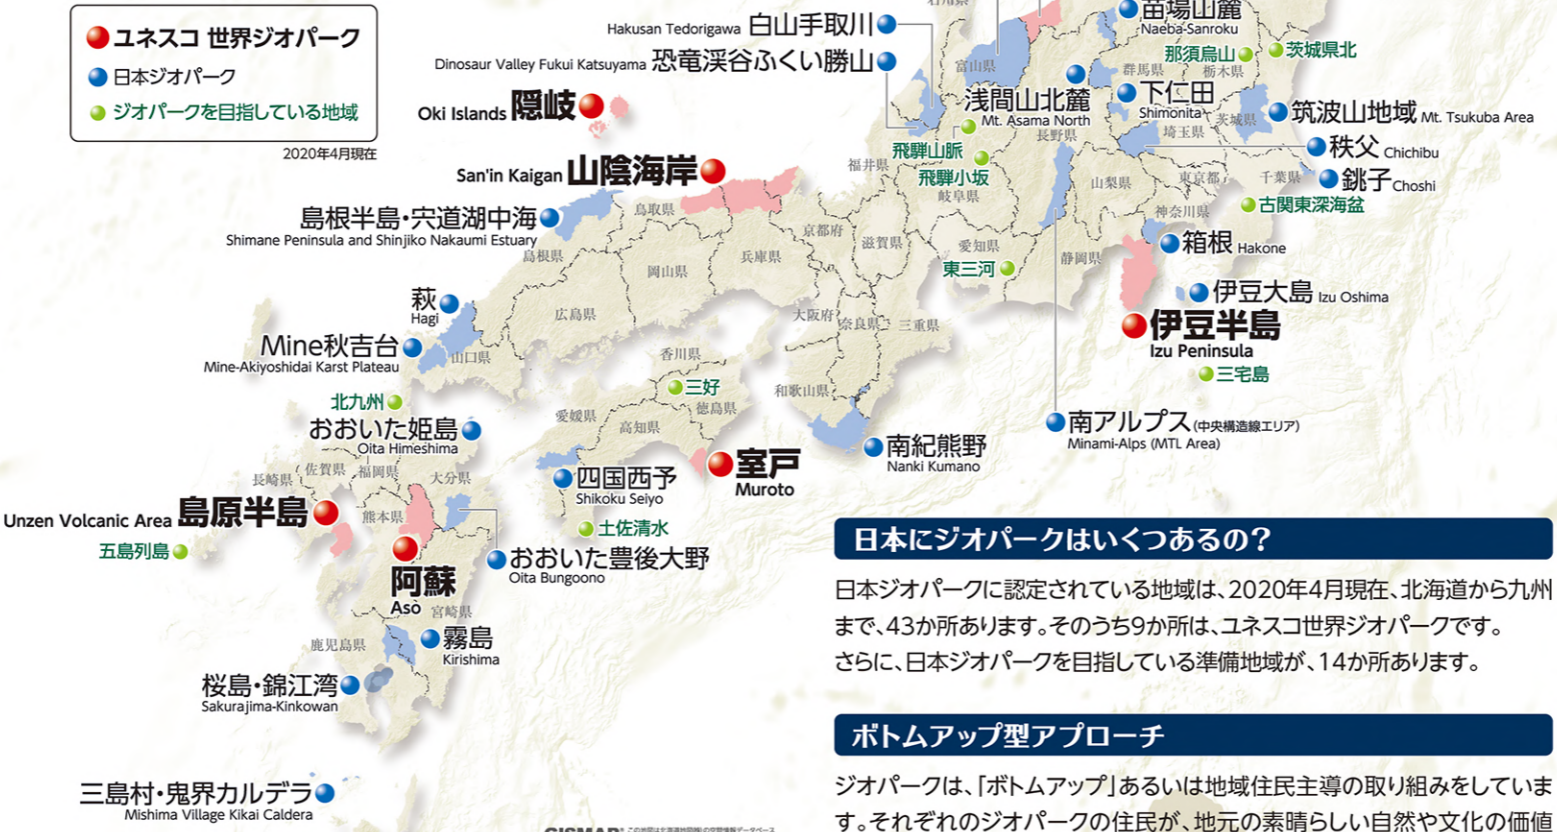 ユネスコ 世界ジオパーク
日本ジオパーク
ジオパークを目指している地域
2020年4月現在
Hakusan Tedorigawa 白山手取川
Dinosaur Valley Fukui Katsuyama 恐竜渓谷ふくい勝山
苗場山麓
Naeba-Sanroku
那須烏山
茨城県北
富山県
群馬県
栃木県
浅間山北麓
Mt. Asama North
下仁田
Shimonita
茨城県
筑波山地域 Mt. Tsukuba Area
長野県
埼玉県
Oki Islands 隠岐
飛騨山脈
飛騨小坂
岐阜県
福井県
秩父 Chichibu
山梨県
東京都
千葉県
銚子 Choshi
古関東深海盆
神奈川県
San'in Kaigan 山陰海岸
鳥取県
島根半島・宍道湖中海
Shimane Peninsula and Shinjiko Nakaumi Estuary
島根県
京都府
滋賀県
愛知県
静岡県
箱根 Hakone
岡山県
兵庫県
東三河
萩
Hagi
伊豆大島 Izu Oshima
広島県
大阪府
奈良県
三重県
伊豆半島
Izu Peninsula
Mine秋吉台
Mine-Akiyoshidai Karst Plateau
山口県
香川県
三宅島
北九州
三好
和歌山県
愛媛県
徳島県
高知県
おおいた姫島
Oita Himeshima
南アルプス(中央構造線エリア)
Minami-Alps (MTL Area)
南紀熊野
Nanki Kumano
長崎県
佐賀県
福岡県
大分県
四国西予
Shikoku Seiyo
室戸
Muroto
Unzen Volcanic Area 島原半島
熊本県
土佐清水
五島列島
おおいた豊後大野
Oita Bungoono
阿蘇
Aso
宮崎県
鹿児島県
霧島
Kirishima
桜島・錦江湾
Sakurajima-Kinkowan
三島村・鬼界カルデラ
Mishima Village Kikai Caldera
日本にジオパークはいくつあるの？
日本ジオパークに認定されている地域は、2020年4月現在、北海道から九州
まで、43か所あります。そのうち9か所は、ユネスコ世界ジオパークです。
さらに、日本ジオパークを目指している準備地域が、14か所あります。
ボトムアップ型アプローチ
ジオパークは、「ボトムアップ」あるいは地域住民主導の取り組みをしていま
す。それぞれのジオパークの住民が、地元の素晴らしい自然や文化の価値